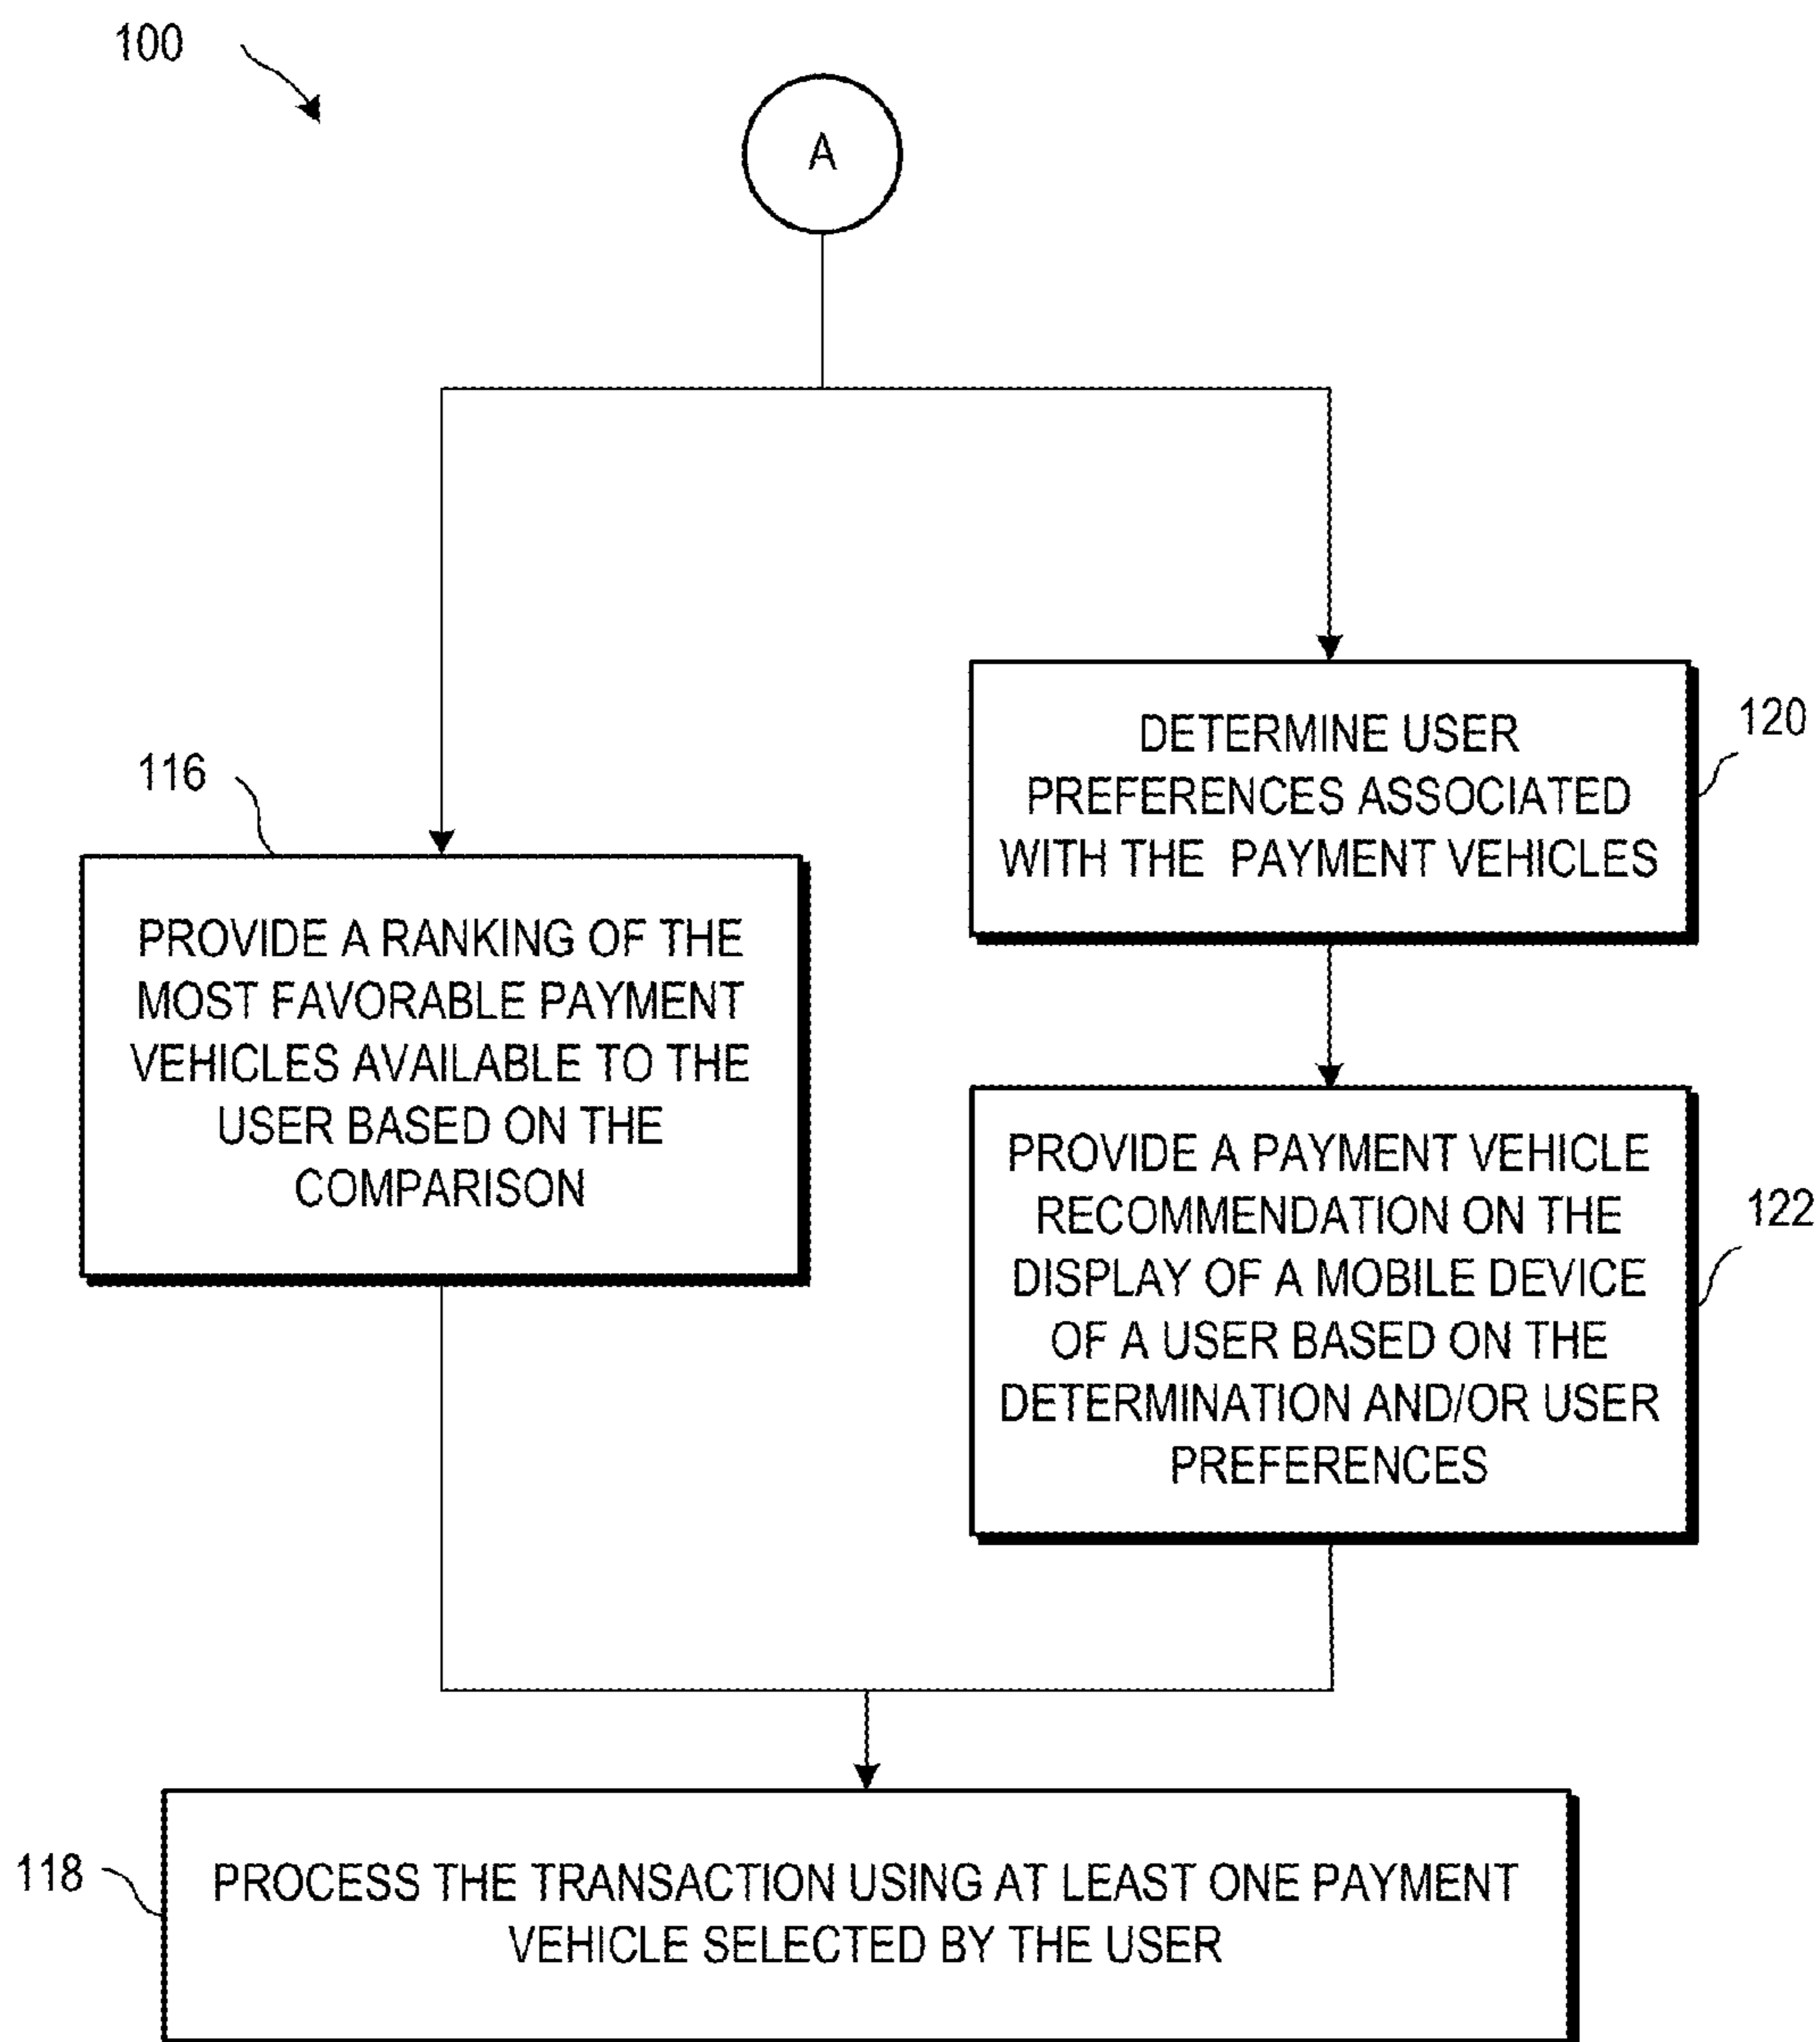 100
A
120
DETERMINE USER
PREFERENCES ASSOCIATED
WITH THE PAYMENT VEHICLES
116
PROVIDE A RANKING OF THE
MOST FAVORABLE PAYMENT
VEHICLES AVAILABLE TO THE
USER BASED ON THE
COMPARISON
PROVIDE A PAYMENT VEHICLE
RECOMMENDATION ON THE
DISPLAY OF A MOBILE DEVICE
OF A USER BASED ON THE
DETERMINATION AND/OR USER
PREFERENCES
122
118
PROCESS THE TRANSACTION USING AT LEAST ONE PAYMENT
VEHICLE SELECTED BY THE USER